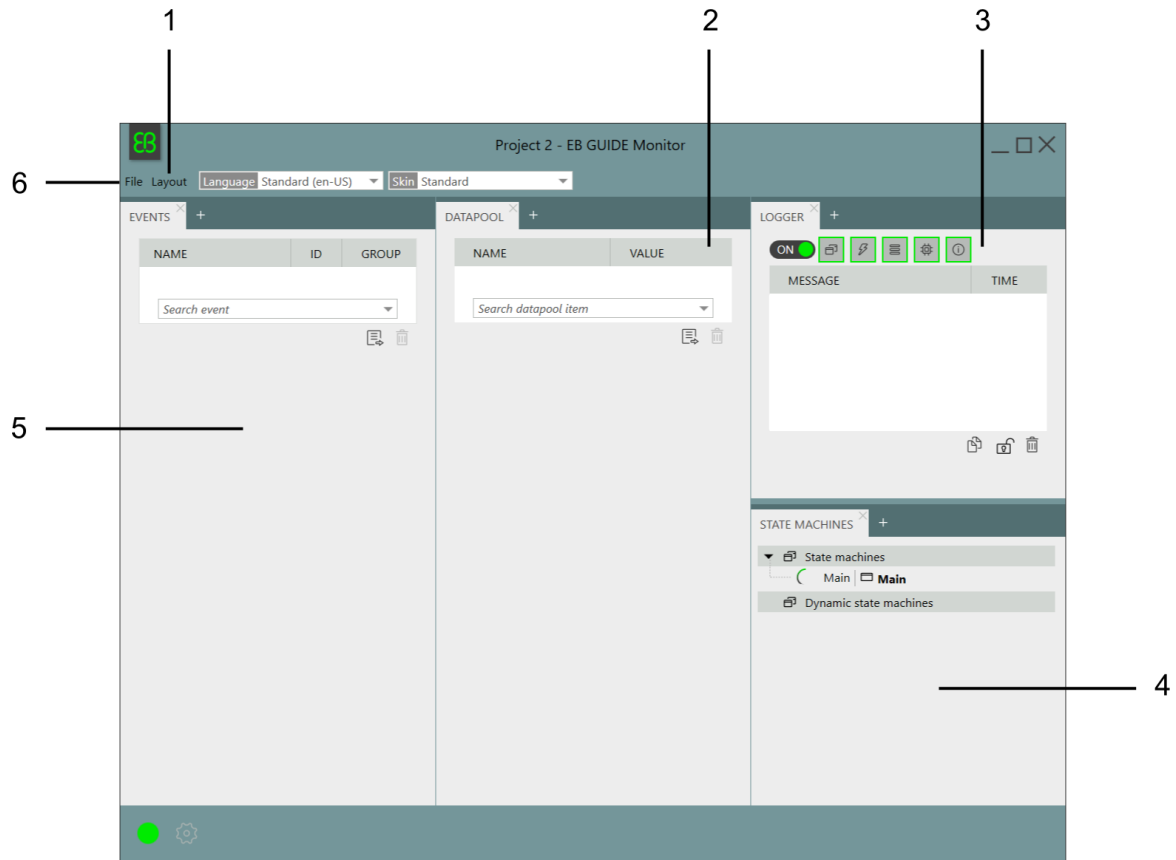 1 2 3
EB
Project 2 - EB GUIDE Monitor
6
File Layout Language Standard (en-US) Skin Standard
EVENTS + DATAPOOL + LOGGER +
NAME ID GROUP NAME VALUE ON
MESSAGE TIME
Search event Search datapool item
5
STATE MACHINES +
State machines
Main Main
Dynamic state machines
4